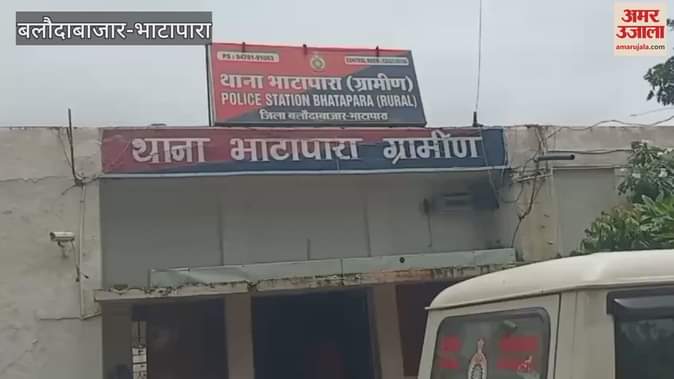 बलौदाबाजार-भाटापारा
अमर उजाला
amarujala.com
थाना भाटापारा (ग्रामीण)
POLICE STATION BHATAPARA (RURAL)
जिला बलौदाबाजार-भाटापारा
थाना भाटापारा ग्रामीण